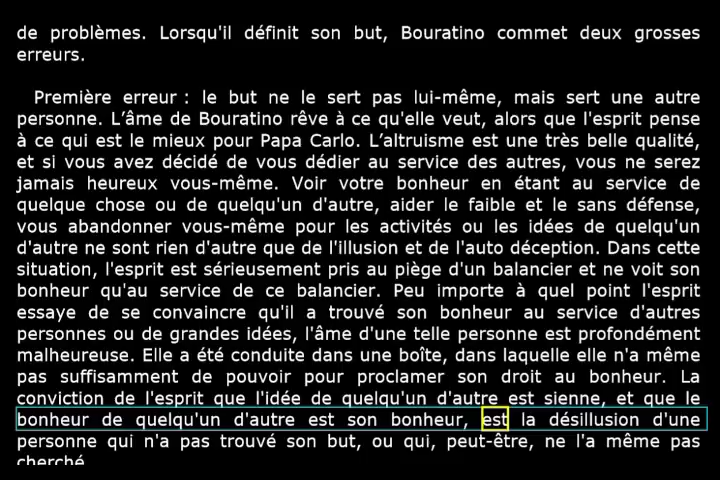 de problèmes. Lorsqu'il définit son but, Bouratino commet deux grosses
erreurs.
Première erreur : le but ne le sert pas lui-même, mais sert une autre
personne. L’âme de Bouratino rêve à ce qu'elle veut, alors que l'esprit pense
à ce qui est le mieux pour Papa Carlo. L’altruisme est une très belle qualité,
et si vous avez décidé de vous dédier au service des autres, vous ne serez
jamais heureux vous-même. Voir votre bonheur en étant au service de
quelque chose ou de quelqu'un d'autre, aider le faible et le sans défense,
vous abandonner vous-même pour les activités ou les idées de quelqu'un
d'autre ne sont rien d'autre que de l'illusion et de l'auto déception. Dans cette
situation, l'esprit est sérieusement pris au piège d'un balancier et ne voit son
bonheur qu'au service de ce balancier. Peu importe à quel point l'esprit
essaye de se convaincre qu'il a trouvé son bonheur au service d'autres
personnes ou de grandes idées, l'âme d'une telle personne est profondément
malheureuse. Elle a été conduite dans une boîte, dans laquelle elle n'a même
pas suffisamment de pouvoir pour proclamer son droit au bonheur. La
conviction de l'esprit que l'idée de quelqu'un d'autre est sienne, et que le
bonheur de quelqu'un d'autre est son bonheur, est la désillusion d'une
personne qui n'a pas trouvé son but, ou qui, peut-être, ne l'a même pas
cherché